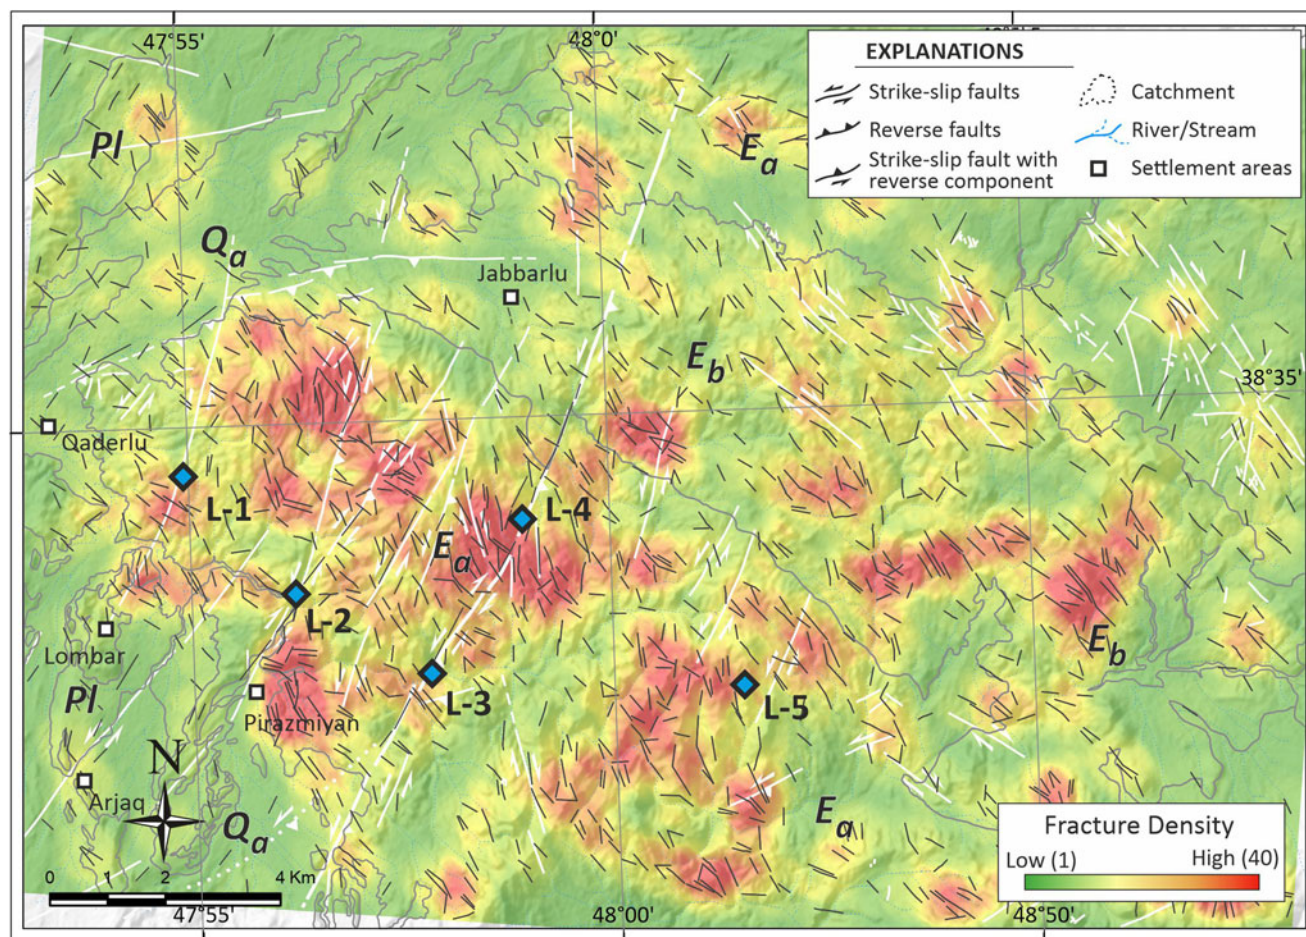 47°55'
48°0'
EXPLANATIONS
Strike-slip faults
Reverse faults
Strike-slip fault with
reverse component
Catchment
River/Stream
Settlement areas
Pl
Ea
Qa
Jabbarlu
Eb
38°35'
Qaderlu
L-1
L-4
Ea
L-2
Lombar
Eb
Pl
L-3
L-5
Pirazmiyan
N
Arjaq
Qa
Ea
Fracture Density
Low (1) High (40)
0 1 2 4 Km
47°55'
48°00'
48°50'